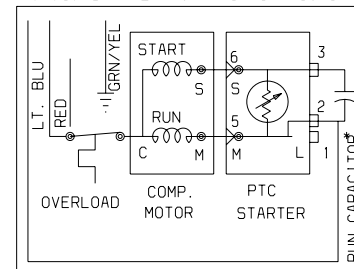 LT. BLU
RED
GRN/YEL
START
S
6
S
3
RUN
C
M
5
M
2
L
1
OVERLOAD
COMP.
MOTOR
PTC
STARTER
RUN CAPACITOR*